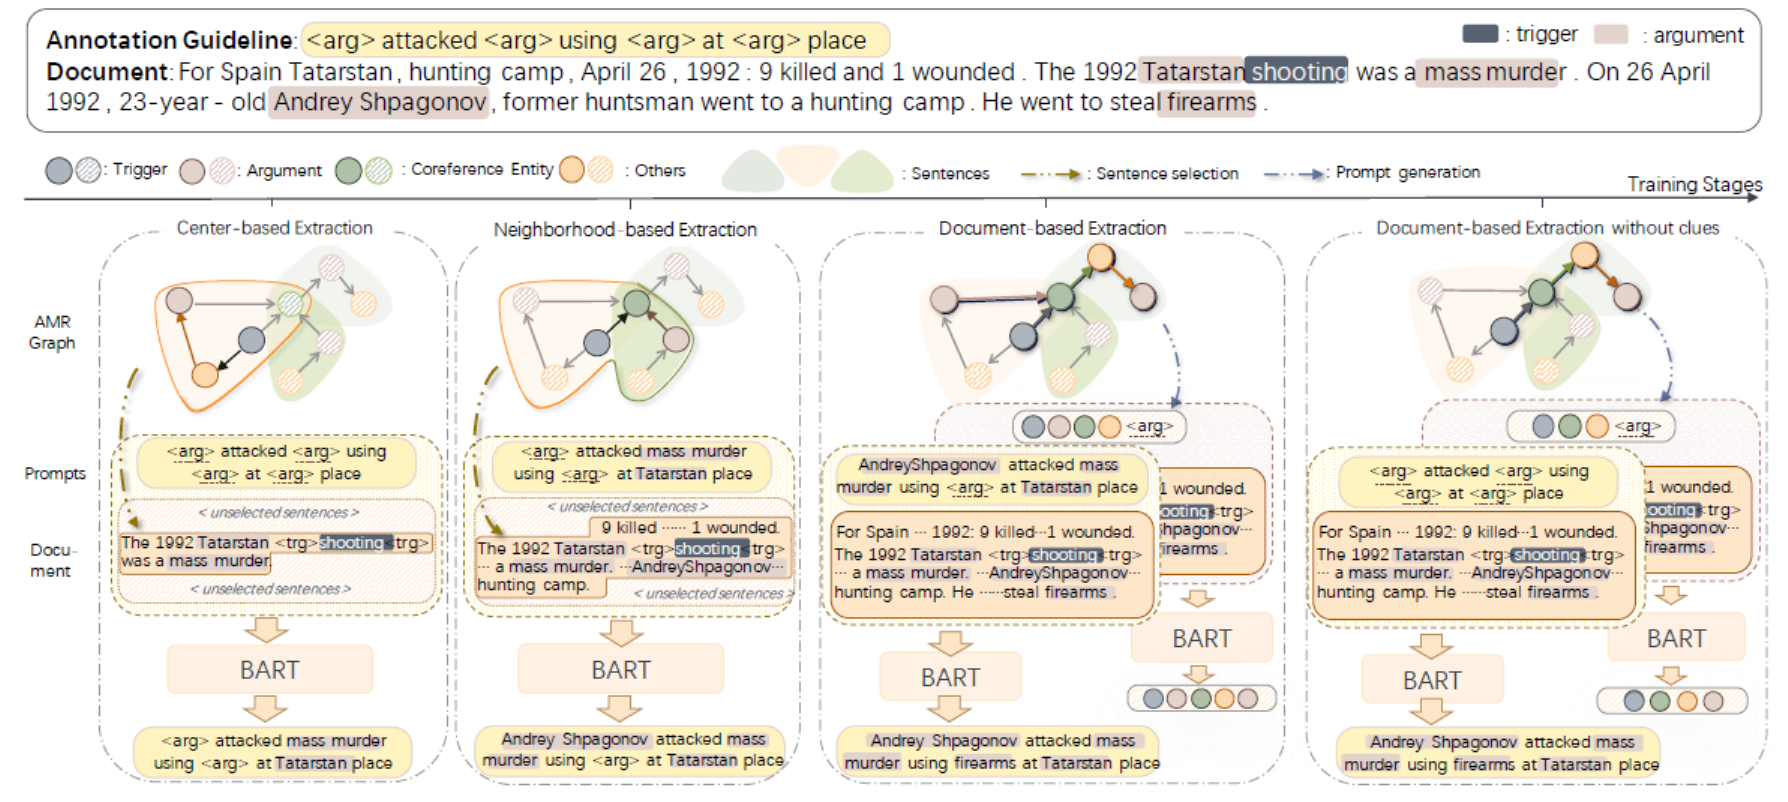 Annotation Guideline: <arg> attacked <arg> using <arg> at <arg> place
: trigger : argument
Document: For Spain Tatarstan, hunting camp, April 26, 1992: 9 killed and 1 wounded. The 1992 Tatarstan shooting was a mass murder. On 26 April
1992, 23-year-old Andrey Shpagonov, former huntsman went to a hunting camp. He went to steal firearms.
: Trigger : Argument : Coreference Entity : Others : Sentences : Sentence selection : Prompt generation
Training Stages
Center-based Extraction
Neighborhood-based Extraction
Document-based Extraction
Document-based Extraction without clues
AMR
Graph
Prompts
Docu-
ment
<arg> attacked <arg> using
<arg> at <arg> place
< unselected sentences >
The 1992 Tatarstan <trg>shooting<trg>
was a mass murder.
< unselected sentences >
BART
<arg> attacked mass murder
using <arg> at Tatarstan place
<arg> attacked mass murder
using <arg> at Tatarstan place
< unselected sentences >
9 killed ······ 1 wounded.
The 1992 Tatarstan <trg>shooting<trg>
··· a mass murder. ···AndreyShpagonov···
hunting camp.
< unselected sentences >
BART
Andrey Shpagonov attacked mass
murder using <arg> at Tatarstan place
<arg>
AndreyShpagonov attacked mass
murder using <arg> at Tatarstan place
For Spain ··· 1992: 9 killed···1 wounded.
The 1992 Tatarstan <trg>shooting<trg>
··· a mass murder. ···AndreyShpagonov···
hunting camp. He ······steal firearms .
1 wounded.
ooting<trg>
hpagonov···
firearms .
BART
BART
Andrey Shpagonov attacked mass
murder using firearms at Tatarstan place
<arg>
<arg> attacked <arg> using
<arg> at <arg> place
For Spain ··· 1992: 9 killed···1 wounded.
The 1992 Tatarstan <trg>shooting<trg>
··· a mass murder. ···AndreyShpagonov···
hunting camp. He ······steal firearms .
1 wounded.
ooting<trg>
hpagonov···
firearms .
BART
BART
Andrey Shpagonov attacked mass
murder using firearms at Tatarstan place